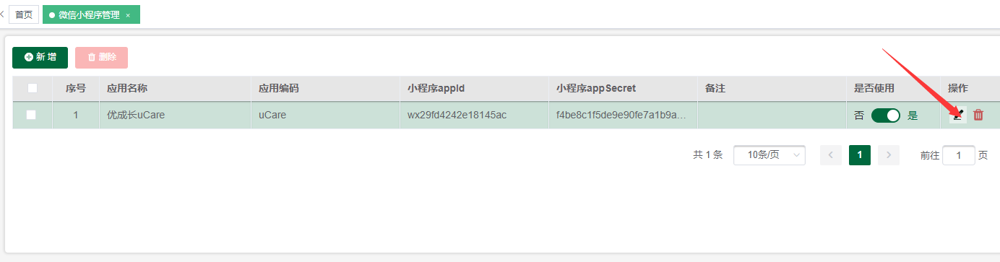 首页 微信小程序管理 ×
新增 删除
序号 应用名称 应用编码 小程序appId 小程序appSecret 备注 是否使用 操作
1 优成长uCare uCare wx29fd4242e18145ac f4be8c1f5de9e90fe7a1b9a... 否 是
共 1 条 10条/页 1 前往 1 页